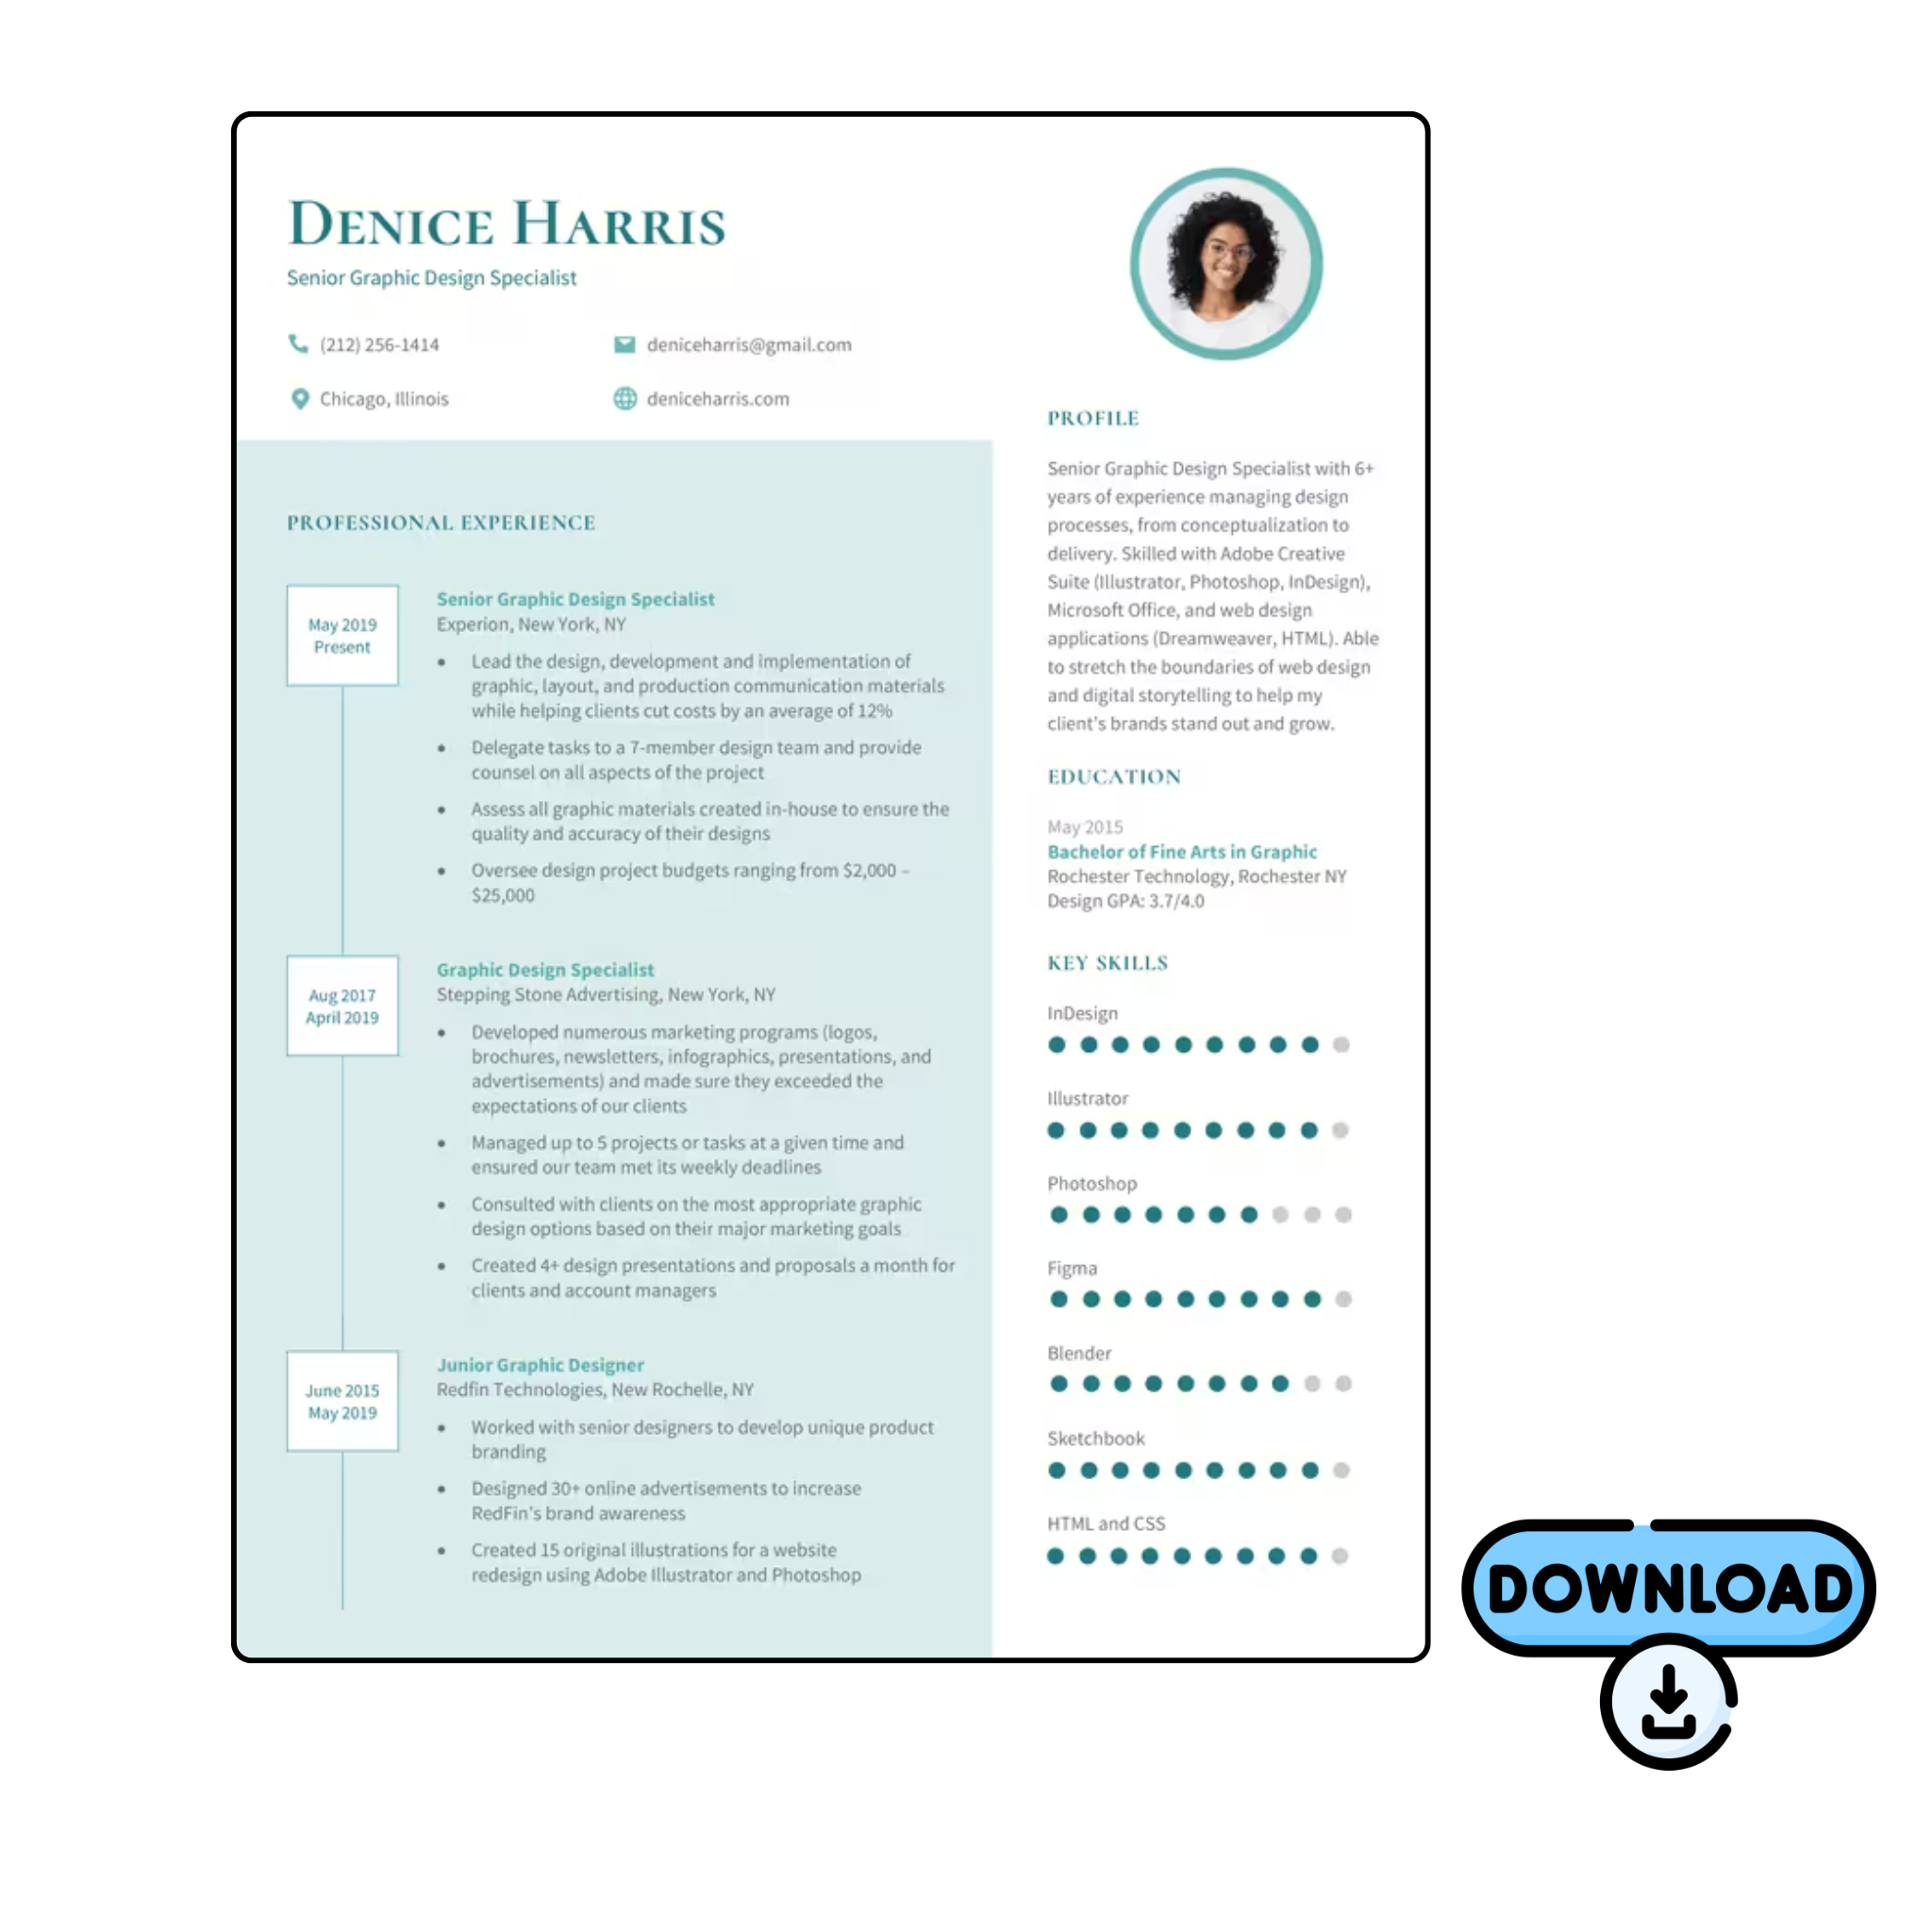 DENICE HARRIS
Senior Graphic Design Specialist
(212) 256-1414
deniceharris@gmail.com
Chicago, Illinois
deniceharris.com
PROFESSIONAL EXPERIENCE
May 2019
Present
Senior Graphic Design Specialist
Experion, New York, NY
• Lead the design, development and implementation of
graphic, layout, and production communication materials
while helping clients cut costs by an average of 12%
• Delegate tasks to a 7-member design team and provide
counsel on all aspects of the project
• Assess all graphic materials created in-house to ensure the
quality and accuracy of their designs
• Oversee design project budgets ranging from $2,000 –
$25,000
Aug 2017
April 2019
Graphic Design Specialist
Stepping Stone Advertising, New York, NY
• Developed numerous marketing programs (logos,
brochures, newsletters, infographics, presentations, and
advertisements) and made sure they exceeded the
expectations of our clients
• Managed up to 5 projects or tasks at a given time and
ensured our team met its weekly deadlines
• Consulted with clients on the most appropriate graphic
design options based on their major marketing goals
• Created 4+ design presentations and proposals a month for
clients and account managers
June 2015
May 2019
Junior Graphic Designer
Redfin Technologies, New Rochelle, NY
• Worked with senior designers to develop unique product
branding
• Designed 30+ online advertisements to increase
RedFin's brand awareness
• Created 15 original illustrations for a website
redesign using Adobe Illustrator and Photoshop
PROFILE
Senior Graphic Design Specialist with 6+
years of experience managing design
processes, from conceptualization to
delivery. Skilled with Adobe Creative
Suite (Illustrator, Photoshop, InDesign),
Microsoft Office, and web design
applications (Dreamweaver, HTML). Able
to stretch the boundaries of web design
and digital storytelling to help my
client's brands stand out and grow.
EDUCATION
May 2015
Bachelor of Fine Arts in Graphic
Rochester Technology, Rochester NY
Design GPA: 3.7/4.0
KEY SKILLS
InDesign
Illustrator
Photoshop
Figma
Blender
Sketchbook
HTML and CSS
DOWNLOAD